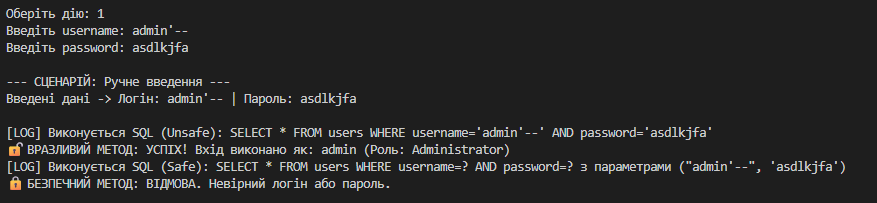 Оберіть дію: 1
Введіть username: admin'--
Введіть password: asdlkjfa
--- СЦЕНАРІЙ: Ручне введення ---
Введені дані -> Логін: admin'-- | Пароль: asdlkjfa
[LOG] Виконується SQL (Unsafe): SELECT * FROM users WHERE username='admin'--' AND password='asdlkjfa'
🔓 ВРАЗЛИВИЙ МЕТОД: УСПІХ! Вхід виконано як: admin (Роль: Administrator)
[LOG] Виконується SQL (Safe): SELECT * FROM users WHERE username=? AND password=? з параметрами ("admin'--", 'asdlkjfa')
🔒 БЕЗПЕЧНИЙ МЕТОД: ВІДМОВА. Невірний логін або пароль.